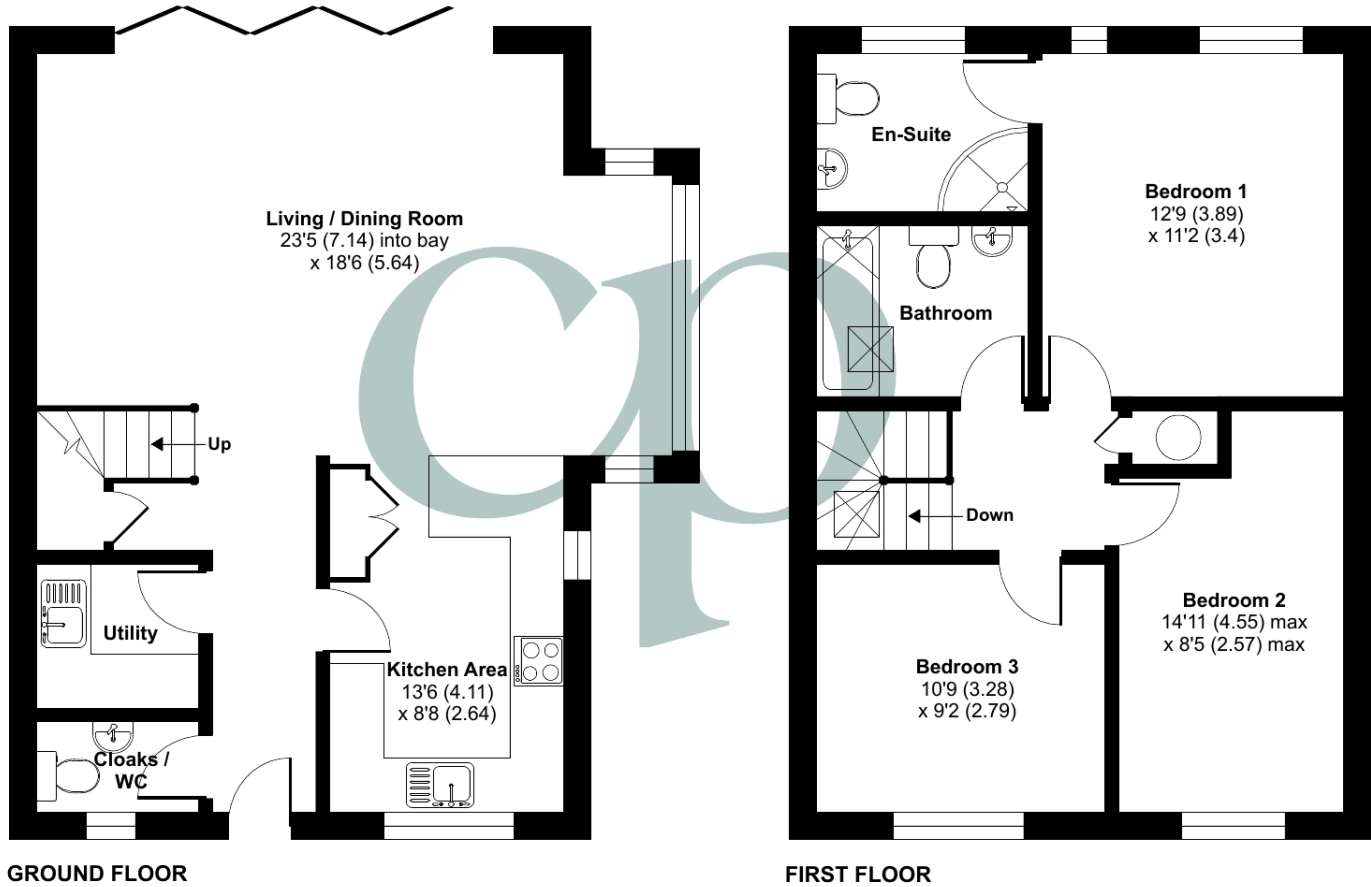 Living / Dining Room
23'5 (7.14) into bay
x 18'6 (5.64)
Up
Utility
Kitchen Area
13'6 (4.11)
x 8'8 (2.64)
Cloaks /
WC
GROUND FLOOR
En-Suite
Bedroom 1
12'9 (3.89)
x 11'2 (3.4)
Bathroom
Down
Bedroom 2
14'11 (4.55) max
x 8'5 (2.57) max
Bedroom 3
10'9 (3.28)
x 9'2 (2.79)
FIRST FLOOR
cp